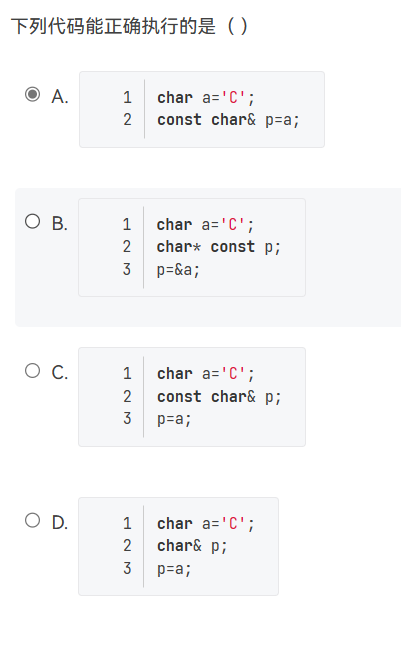 下列代码能正确执行的是（）
A.
1 char a='C';
2 const char& p=a;
B.
1 char a='C';
2 char* const p;
3 p=&a;
C.
1 char a='C';
2 const char& p;
3 p=a;
D.
1 char a='C';
2 char& p;
3 p=a;